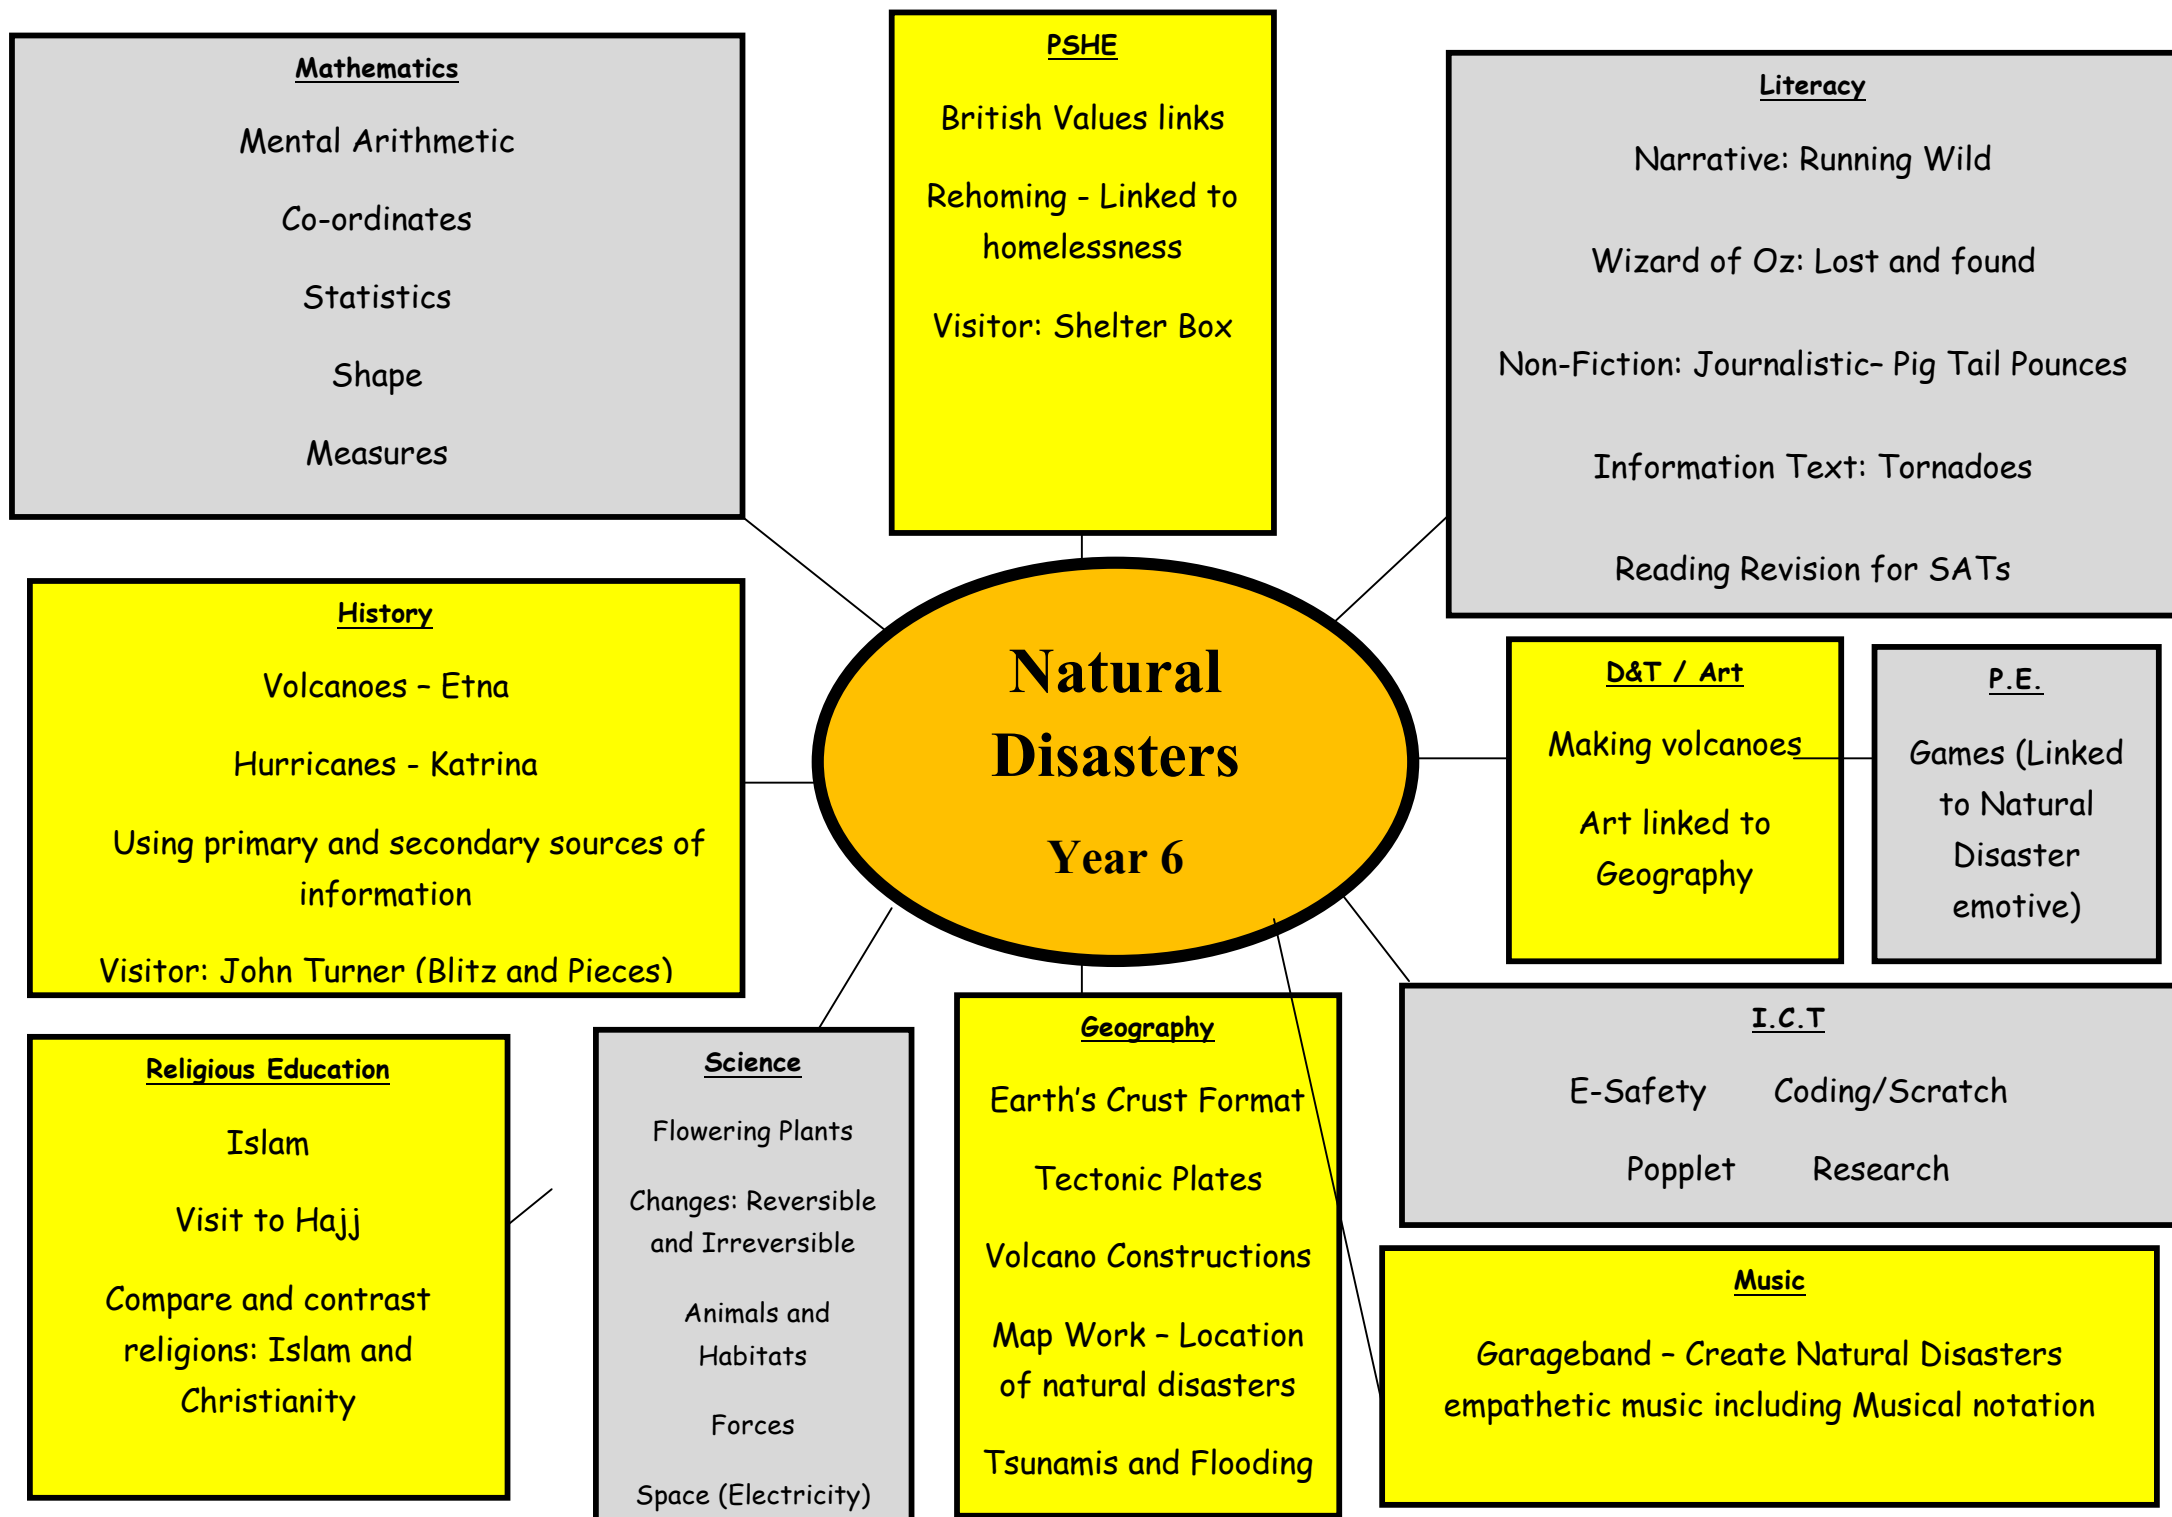 Mathematics
Mental Arithmetic
Co-ordinates
Statistics
Shape
Measures
PSHE
British Values links
Rehoming - Linked to
homelessness
Visitor: Shelter Box
Literacy
Narrative: Running Wild
Wizard of Oz: Lost and found
Non-Fiction: Journalistic– Pig Tail Pounces
Information Text: Tornadoes
Reading Revision for SATs
History
Volcanoes – Etna
Hurricanes - Katrina
Using primary and secondary sources of
information
Visitor: John Turner (Blitz and Pieces)
Natural
Disasters
Year 6
D&T / Art
Making volcanoes
Art linked to
Geography
P.E.
Games (Linked
to Natural
Disaster
emotive)
Religious Education
Islam
Visit to Hajj
Compare and contrast
religions: Islam and
Christianity
Science
Flowering Plants
Changes: Reversible
and Irreversible
Animals and
Habitats
Forces
Space (Electricity)
Geography
Earth’s Crust Format
Tectonic Plates
Volcano Constructions
Map Work – Location
of natural disasters
Tsunamis and Flooding
I.C.T
E-Safety Coding/Scratch
Popplet Research
Music
Garageband – Create Natural Disasters
empathetic music including Musical notation